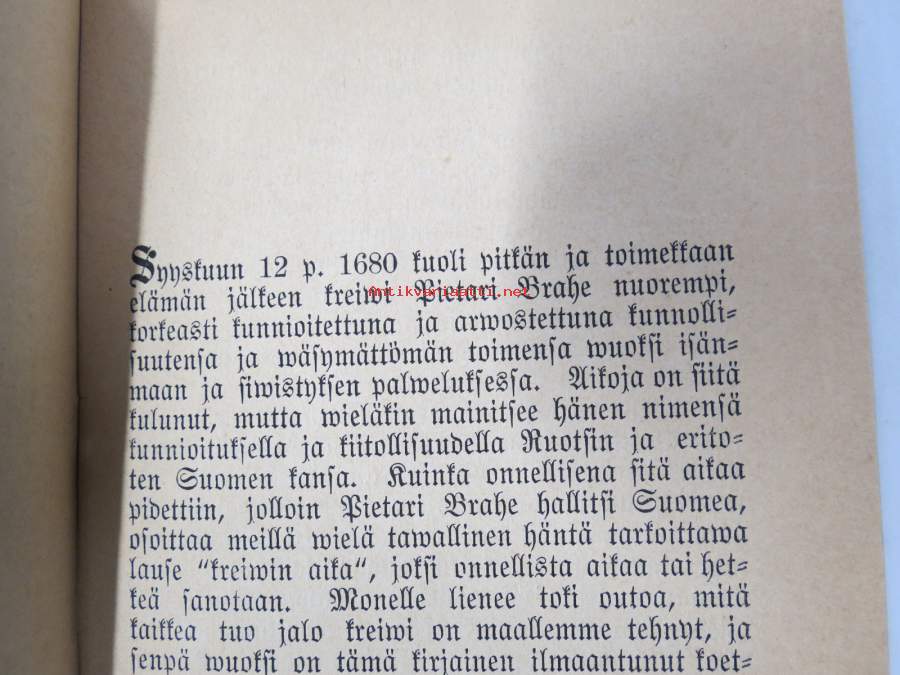 Syyskuun 12 p. 1680 kuoli pitkän ja toimekkaan
elämän jälkeen kreiwi Pietari Brahe nuorempi,
Antikvariaatti.net
korkeasti kunnioitettuna ja arwostettuna kunnolli=
suutensa ja wäsymättömän toimensa wuoksi isän=
maan ja siwistyksen palweluksessa. Aikoja on siitä
kulunut, mutta wieläkin mainitsee hänen nimensä
kunnioituksella ja kiitollisuudella Ruotsin ja erito=
ten Suomen kansa. Kuinka onnellisena sitä aikaa
pidettiin, jolloin Pietari Brahe hallitsi Suomea,
osoittaa meillä wielä tawallinen häntä tarkoittawa
lause “kreiwin aika“, joksi onnellista aikaa tai het=
keä sanotaan. Monelle lienee toki outoa, mitä
kaikkea tuo jalo kreiwi on maallemme tehnyt, ja
senpä wuoksi on tämä kirjainen ilmaantunut koet=